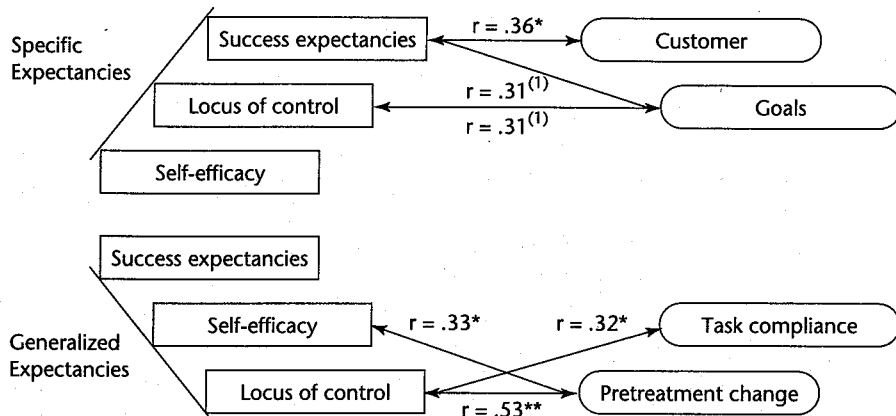 Specific
Expectancies
Success expectancies
r = .36*
Customer
Locus of control
r = .31(1)
r = .31(1)
Goals
Self-efficacy
Success expectancies
Generalized
Expectancies
Self-efficacy
r = .33*
r = .32*
Task compliance
Locus of control
r = .53**
Pretreatment change